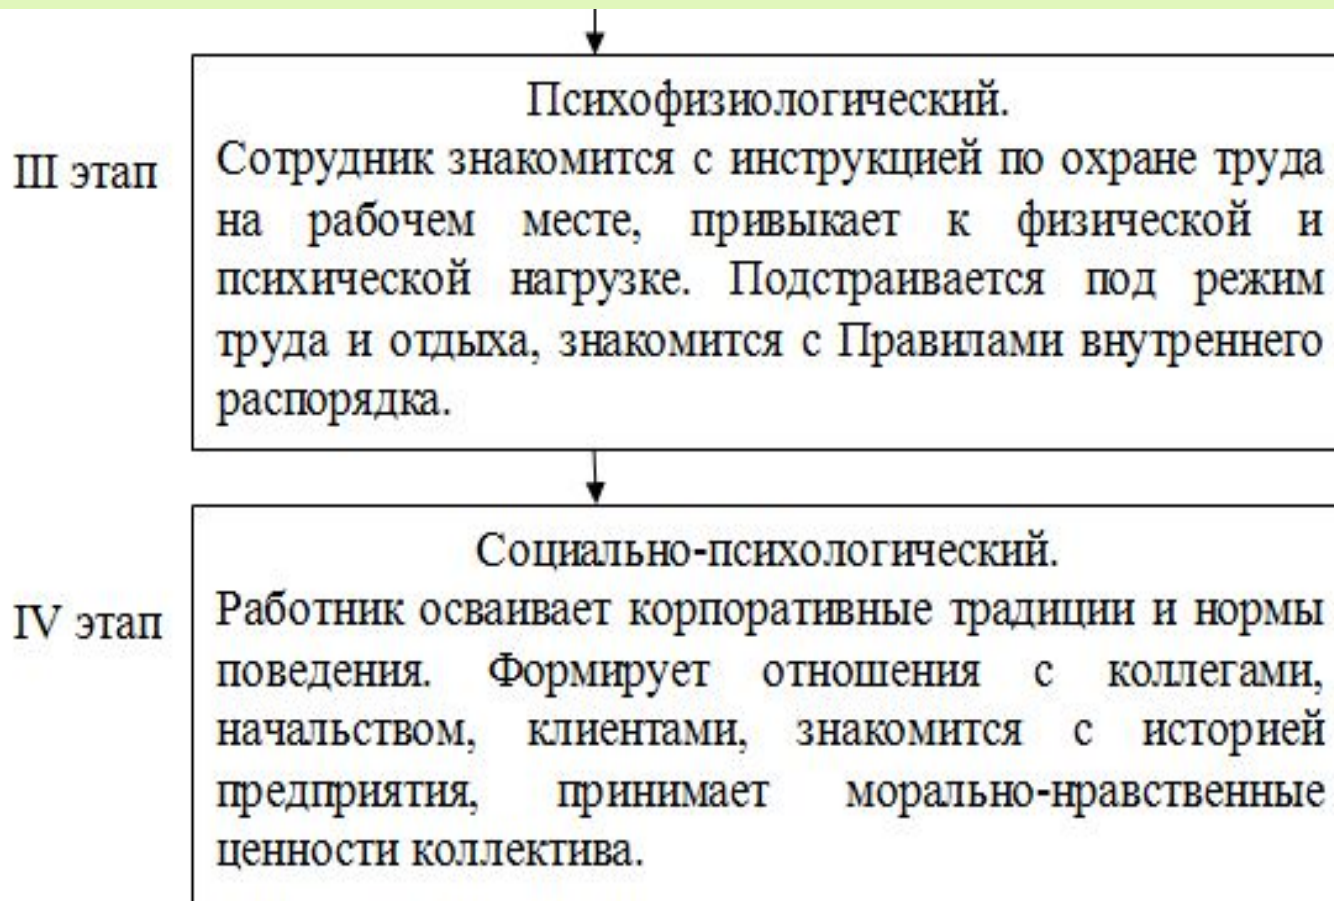 Психофизиологический.
III этап
Сотрудник знакомится с инструкцией по охране труда
на рабочем месте, привыкает к физической и
психической нагрузке. Подстраивается под режим
труда и отдыха, знакомится с Правилами внутреннего
распорядка.
Социально-психологический.
IV этап
Работник осваивает корпоративные традиции и нормы
поведения. Формирует отношения с коллегами,
начальством, клиентами, знакомится с историей
предприятия, принимает морально-нравственные
ценности коллектива.